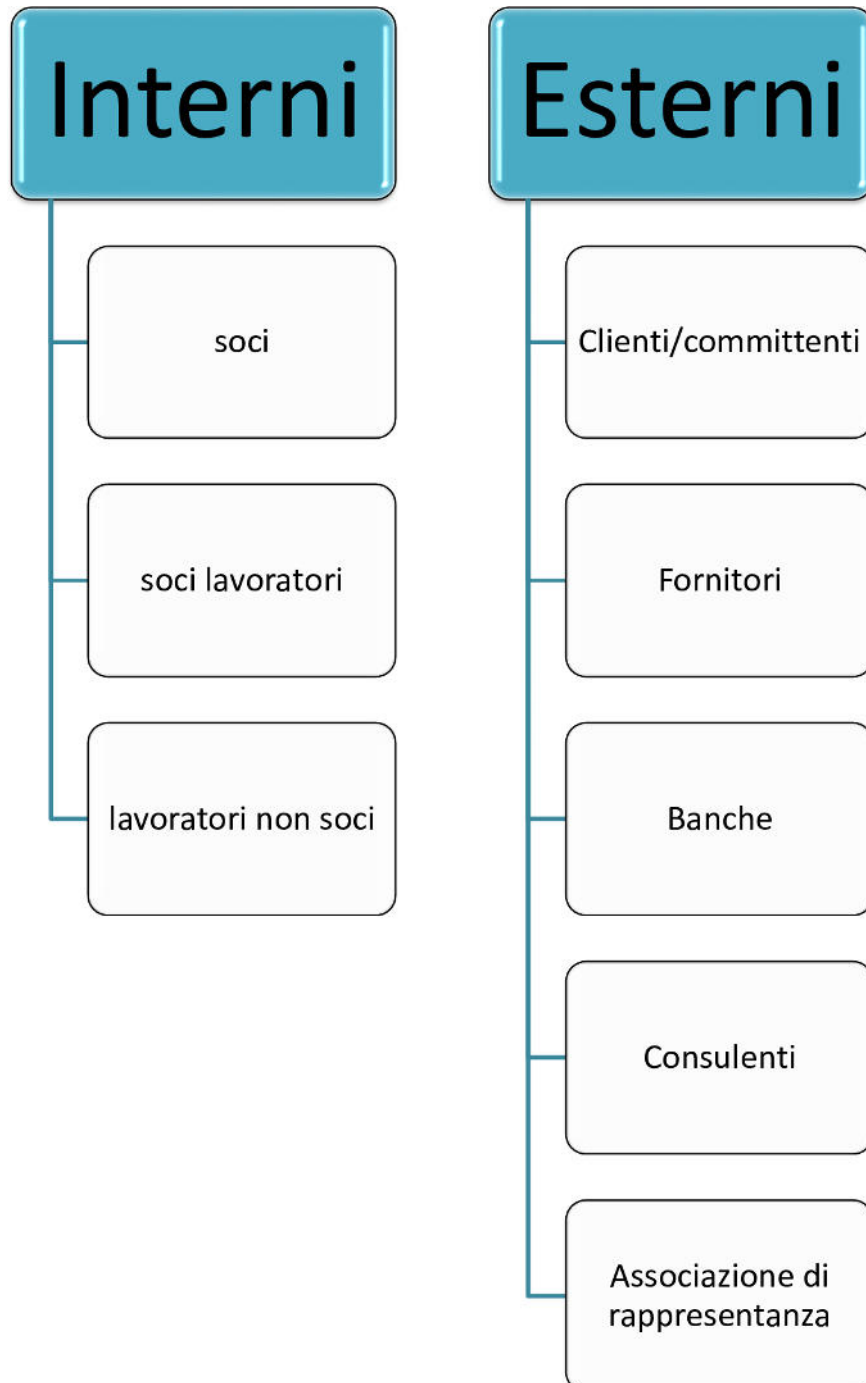 Interni
soci
soci lavoratori
lavoratori non soci
Esterni
Clienti/committenti
Fornitori
Banche
Consulenti
Associazione di
rappresentanza